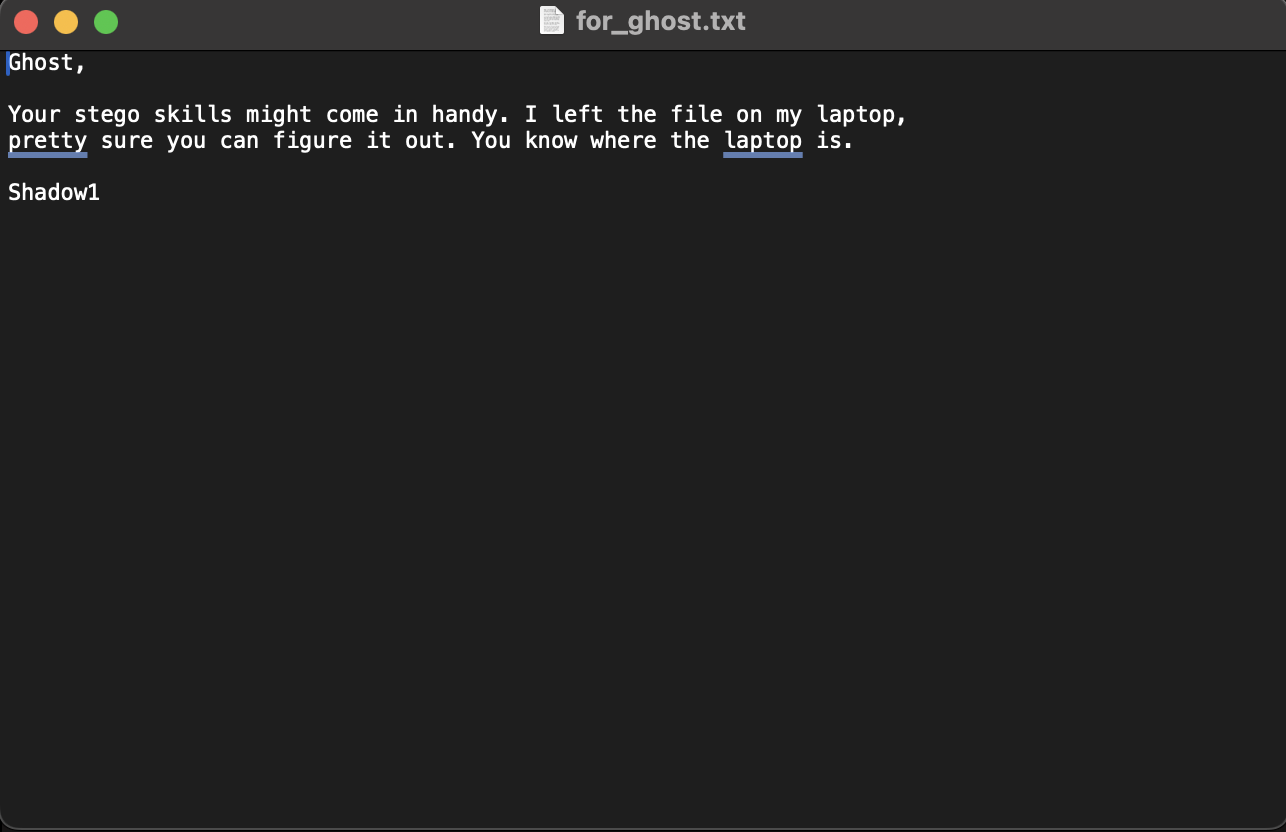 for_ghost.txt
Ghost,
Your stego skills might come in handy. I left the file on my laptop,
pretty sure you can figure it out. You know where the laptop is.
Shadow1